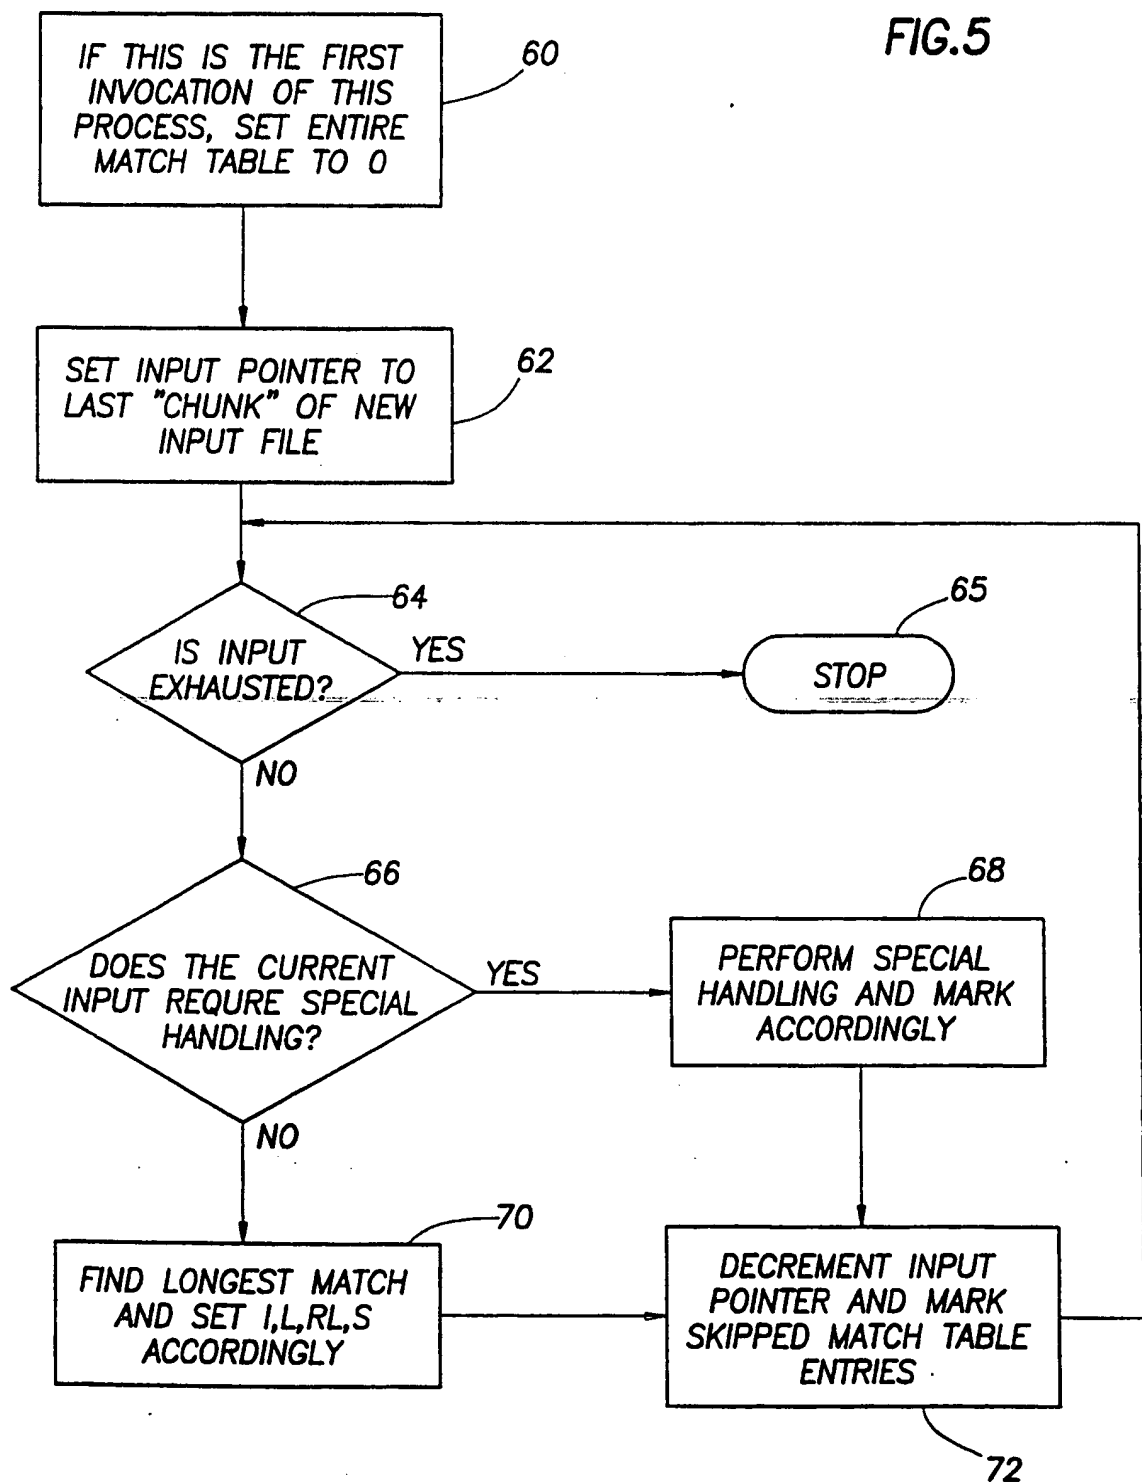 FIG.5
IF THIS IS THE FIRST
INVOCATION OF THIS
PROCESS, SET ENTIRE
MATCH TABLE TO 0
60
SET INPUT POINTER TO
LAST "CHUNK" OF NEW
INPUT FILE
62
64
IS INPUT
EXHAUSTED?
YES
65
STOP
NO
66
DOES THE CURRENT
INPUT REQURE SPECIAL
HANDLING?
YES
68
PERFORM SPECIAL
HANDLING AND MARK
ACCORDINGLY
NO
70
FIND LONGEST MATCH
AND SET I,L,RL,S
ACCORDINGLY
DECREMENT INPUT
POINTER AND MARK
SKIPPED MATCH TABLE
ENTRIES
72